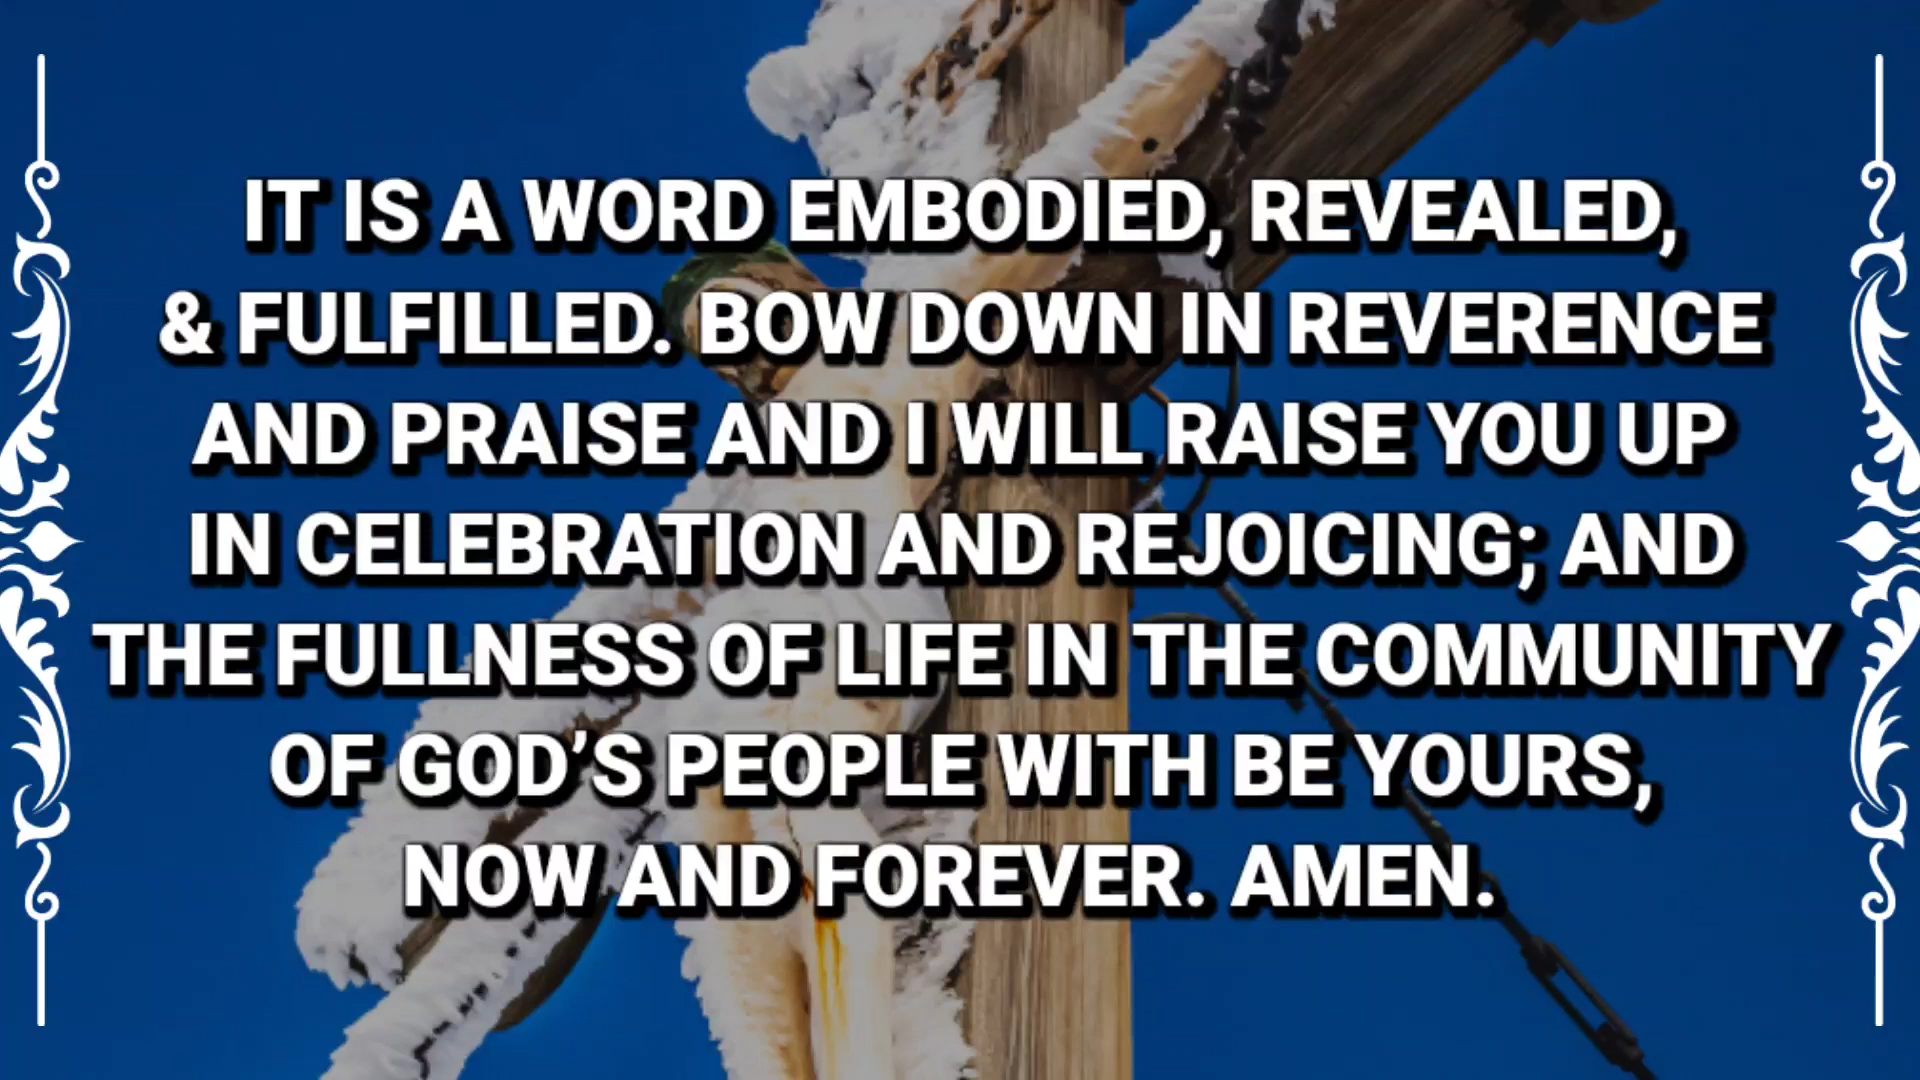 IT IS A WORD EMBODIED, REVEALED,
& FULFILLED. BOW DOWN IN REVERENCE
AND PRAISE AND I WILL RAISE YOU UP
IN CELEBRATION AND REJOICING; AND
THE FULLNESS OF LIFE IN THE COMMUNITY
OF GOD’S PEOPLE WITH BE YOURS,
NOW AND FOREVER. AMEN.